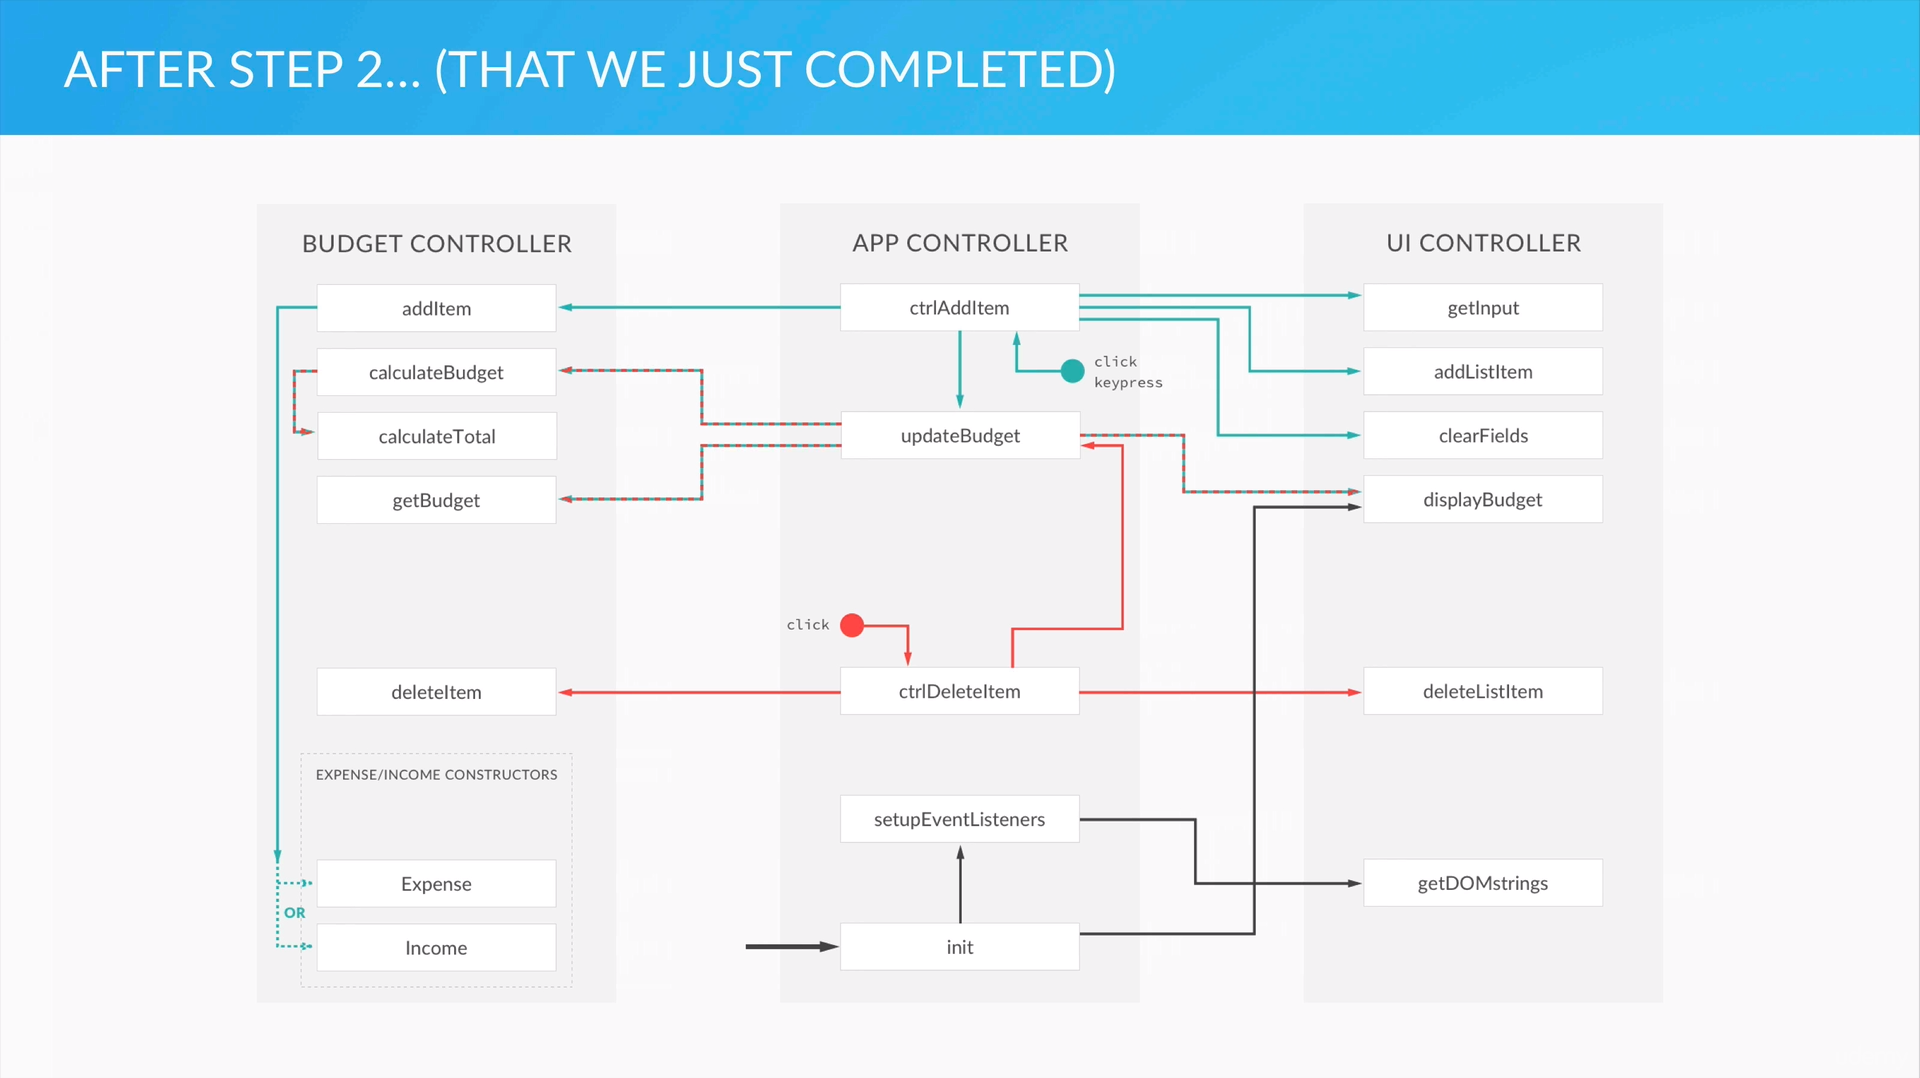 AFTER STEP 2... (THAT WE JUST COMPLETED)
BUDGET CONTROLLER
addItem
calculateBudget
calculateTotal
getBudget
deleteItem
EXPENSE/INCOME CONSTRUCTORS
Expense
OR
Income
APP CONTROLLER
ctrlAddItem
click
keypress
updateBudget
click
ctrlDeleteItem
setupEventListeners
init
UI CONTROLLER
getInput
addListItem
clearFields
displayBudget
deleteListItem
getDOMstrings